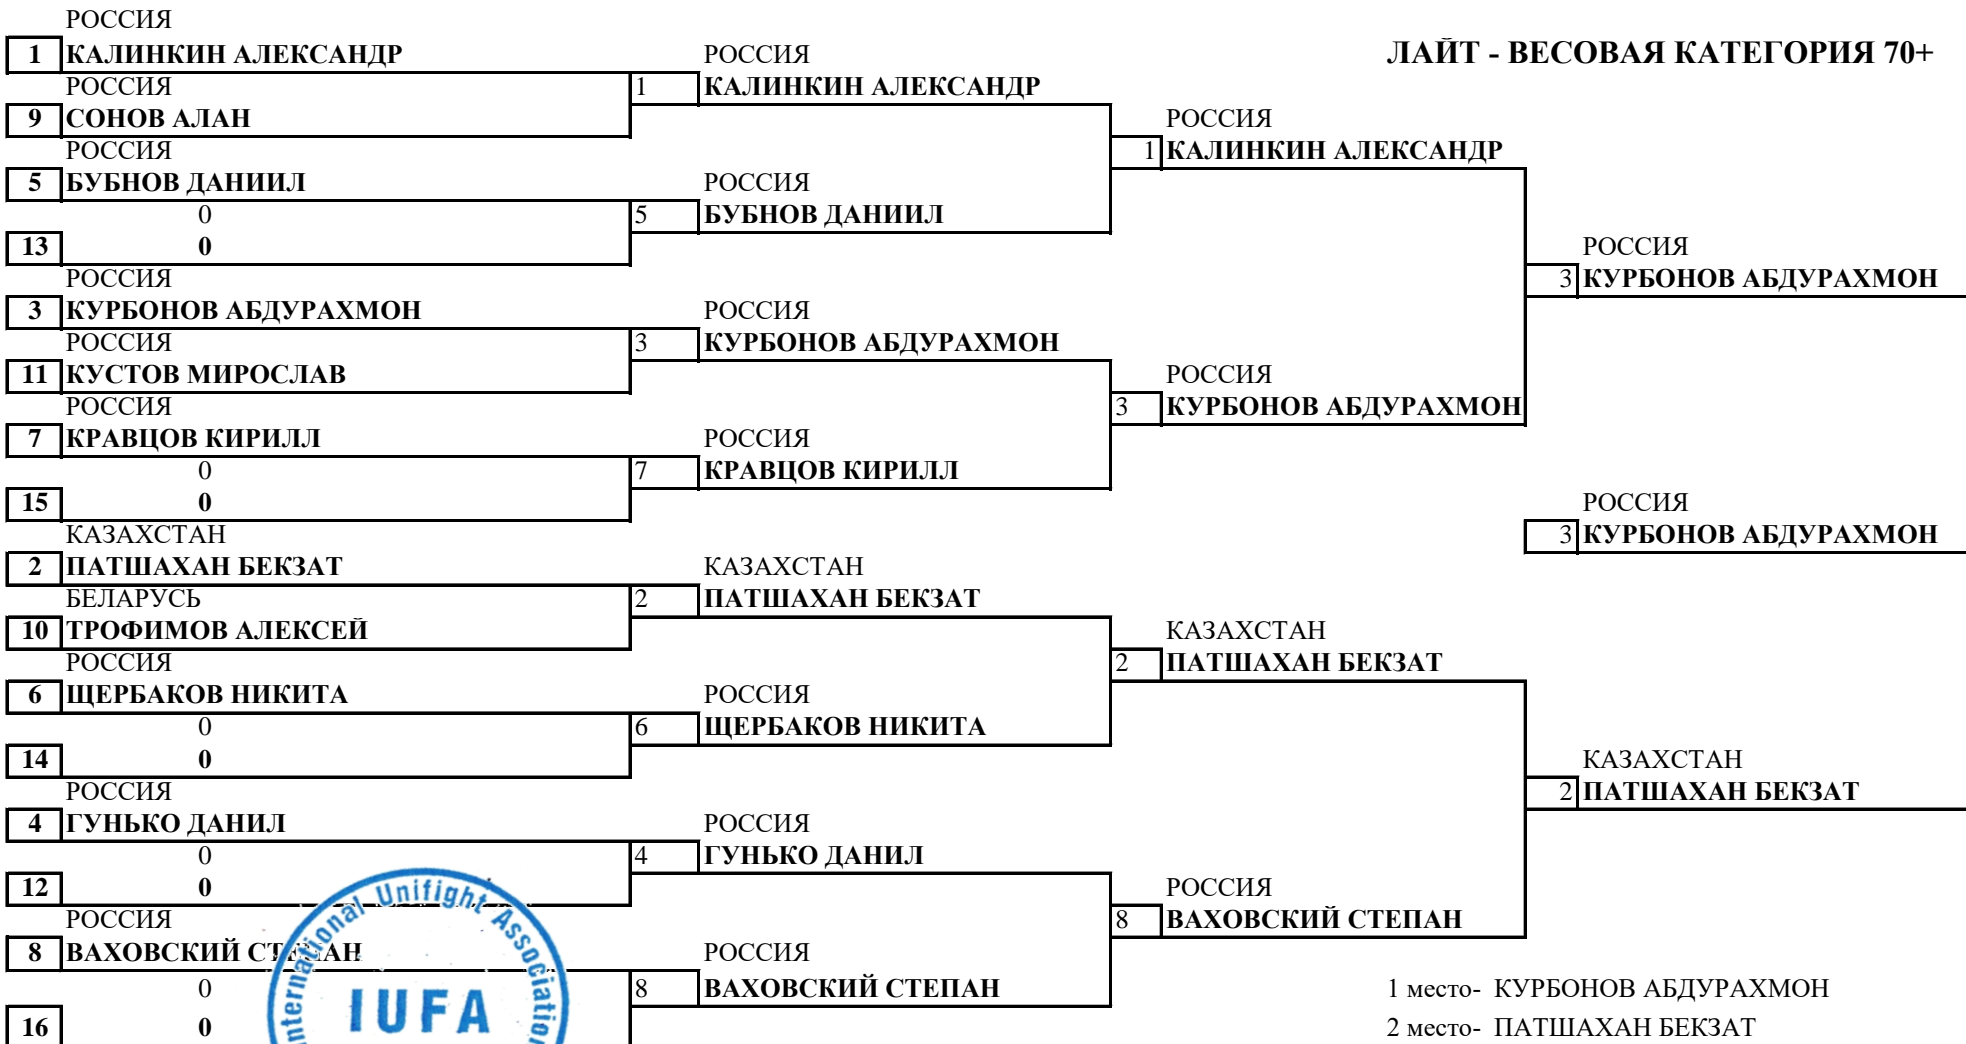 РОССИЯ
1 КАЛИНКИН АЛЕКСАНДР
РОССИЯ
9 СОНОВ АЛАН
РОССИЯ
5 БУБНОВ ДАНИИЛ
0
13 0
РОССИЯ
3 КУРБОНОВ АБДУРАХМОН
РОССИЯ
11 КУСТОВ МИРОСЛАВ
РОССИЯ
7 КРАВЦОВ КИРИЛЛ
0
15 0
КАЗАХСТАН
2 ПАТШАХАН БЕКЗАТ
БЕЛАРУСЬ
10 ТРОФИМОВ АЛЕКСЕЙ
РОССИЯ
6 ЩЕРБАКОВ НИКИТА
0
14 0
РОССИЯ
4 ГУНЬКО ДАНИЛ
0
12 0
РОССИЯ
8 ВАХОВСКИЙ СТЕПАН
0
16 0
РОССИЯ
1 КАЛИНКИН АЛЕКСАНДР
РОССИЯ
5 БУБНОВ ДАНИИЛ
РОССИЯ
3 КУРБОНОВ АБДУРАХМОН
РОССИЯ
7 КРАВЦОВ КИРИЛЛ
КАЗАХСТАН
2 ПАТШАХАН БЕКЗАТ
РОССИЯ
6 ЩЕРБАКОВ НИКИТА
РОССИЯ
4 ГУНЬКО ДАНИЛ
РОССИЯ
8 ВАХОВСКИЙ СТЕПАН
РОССИЯ
1 КАЛИНКИН АЛЕКСАНДР
РОССИЯ
3 КУРБОНОВ АБДУРАХМОН
КАЗАХСТАН
2 ПАТШАХАН БЕКЗАТ
РОССИЯ
8 ВАХОВСКИЙ СТЕПАН
ЛАЙТ - ВЕСОВАЯ КАТЕГОРИЯ 70+
РОССИЯ
3 КУРБОНОВ АБДУРАХМОН
РОССИЯ
3 КУРБОНОВ АБДУРАХМОН
КАЗАХСТАН
2 ПАТШАХАН БЕКЗАТ
1 место- КУРБОНОВ АБДУРАХМОН
2 место- ПАТШАХАН БЕКЗАТ
International Unifight Association
IUFA